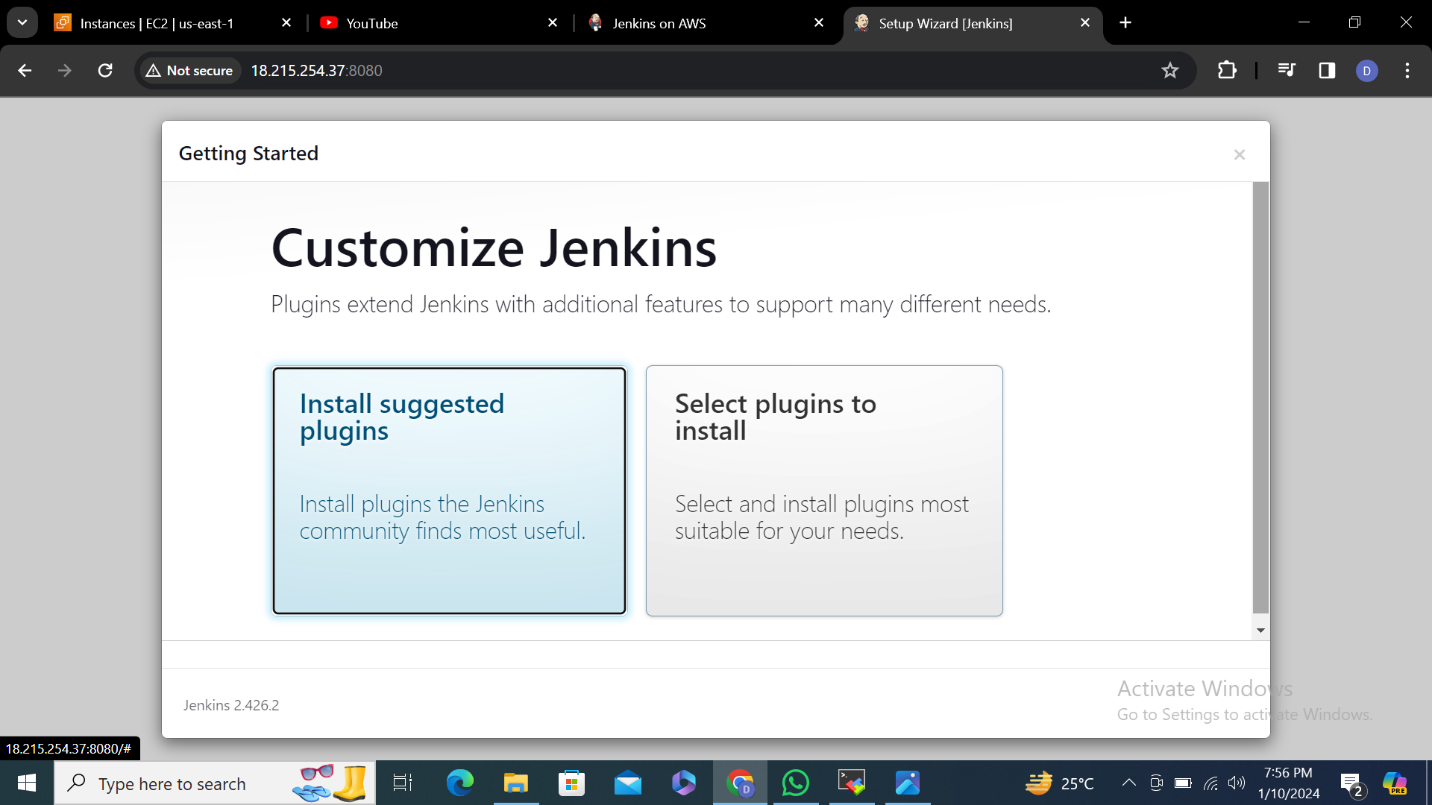 Instances | EC2 | us-east-1
YouTube
Jenkins on AWS
Setup Wizard [Jenkins]
Not secure
18.215.254.37:8080
D
Getting Started
Customize Jenkins
Plugins extend Jenkins with additional features to support many different needs.
Install suggested
plugins
Install plugins the Jenkins
community finds most useful.
Select plugins to
install
Select and install plugins most
suitable for your needs.
Jenkins 2.426.2
Activate Windows
Go to Settings to activate Windows.
18.215.254.37:8080/#
Type here to search
D
25°C
7:56 PM
1/10/2024
2
PRE